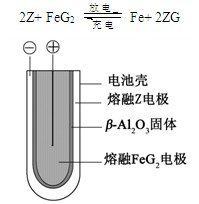 2Z+ FeG₂ ⇌ Fe+ 2ZG
放电
充电
⊖ ⊕
电池壳
熔融Z电极
β-Al₂O₃固体
熔融FeG₂电极